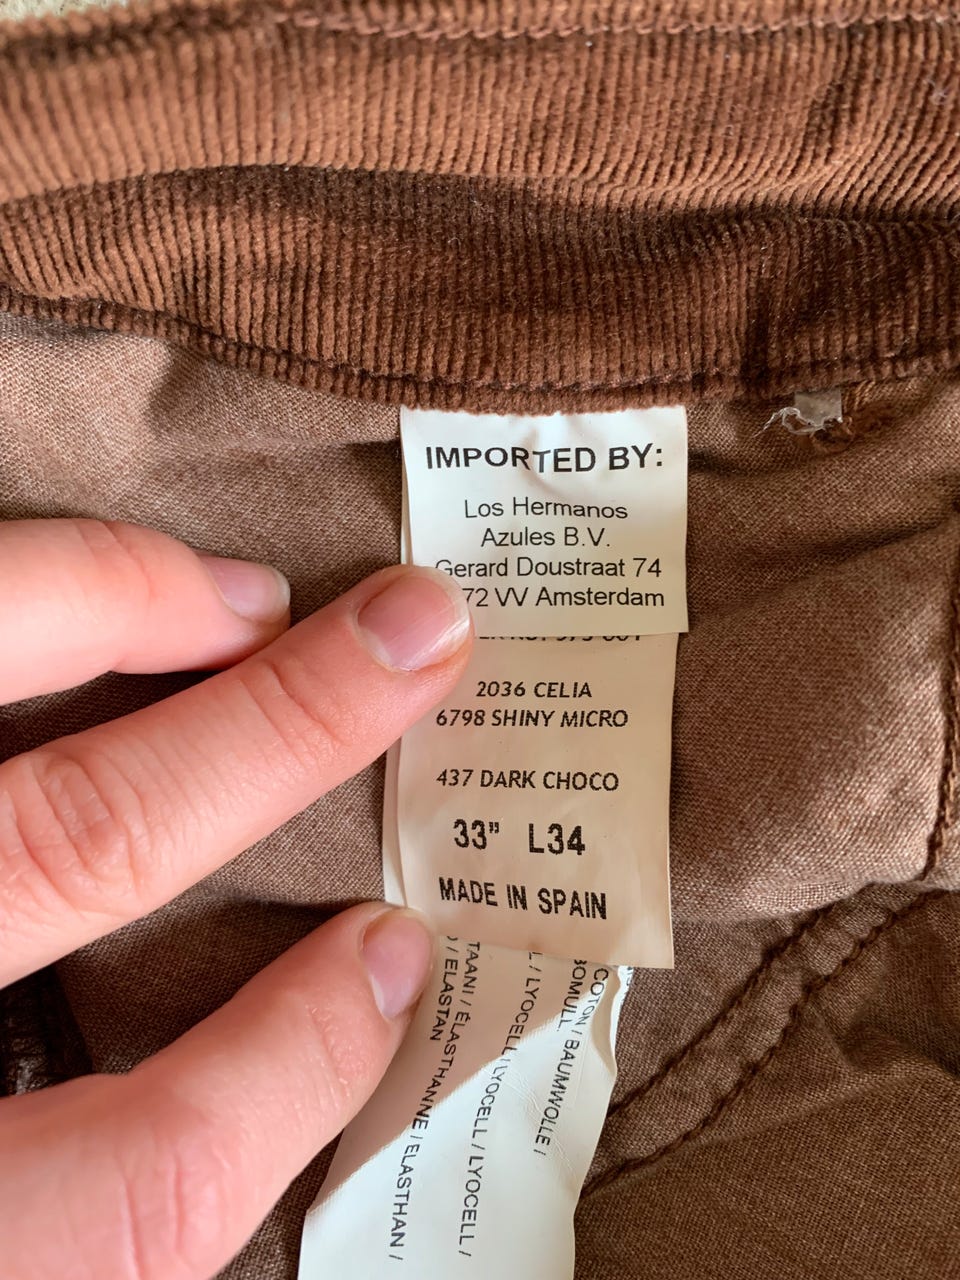 IMPORTED BY:
Los Hermanos
Azules B.V.
Gerard Doustraat 74
72 VV Amsterdam
2036 CELIA
6798 SHINY MICRO
437 DARK CHOCO
33” L34
MADE IN SPAIN
COTON / BAUMWOLLE /
BOMULL
/ LYOCELL / LYOCELL / LYOCELL /
TAANI / ÉLASTHANNE / ELASTHAN /
/ ELASTAN